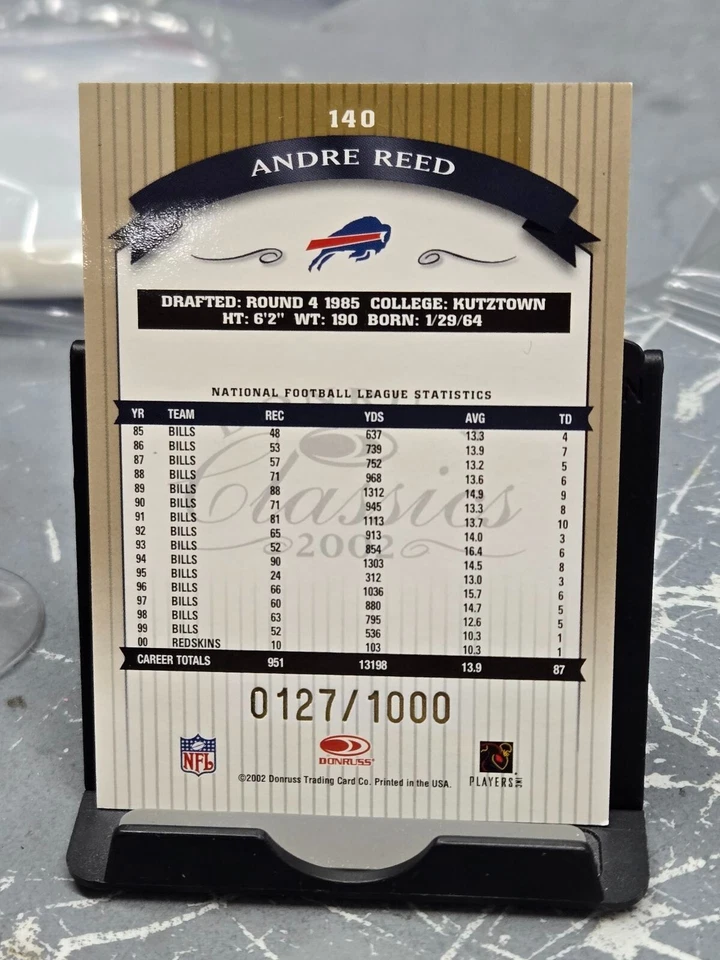 140
ANDRE REED
DRAFTED: ROUND 4 1985 COLLEGE: KUTZTOWN
HT: 6'2" WT: 190 BORN: 1/29/64
NATIONAL FOOTBALL LEAGUE STATISTICS
YR TEAM REC YDS AVG TD
85 BILLS 48 637 13.3 4
86 BILLS 53 739 13.9 7
87 BILLS 57 752 13.2 5
88 BILLS 71 968 13.6 6
89 BILLS 88 1312 14.9 9
90 BILLS 71 945 13.3 8
91 BILLS 81 1113 13.7 10
92 BILLS 65 913 14.0 3
93 BILLS 52 854 16.4 6
94 BILLS 90 1303 14.5 8
95 BILLS 24 312 13.0 3
96 BILLS 66 1036 15.7 6
97 BILLS 60 880 14.7 5
98 BILLS 63 795 12.6 5
99 BILLS 52 536 10.3 1
00 REDSKINS 10 103 10.3 1
CAREER TOTALS 951 13198 13.9 87
Classics
2002
0127/1000
NFL
DONRUSS
PLAYERS INC
©2002 Donruss Trading Card Co. Printed in the USA.